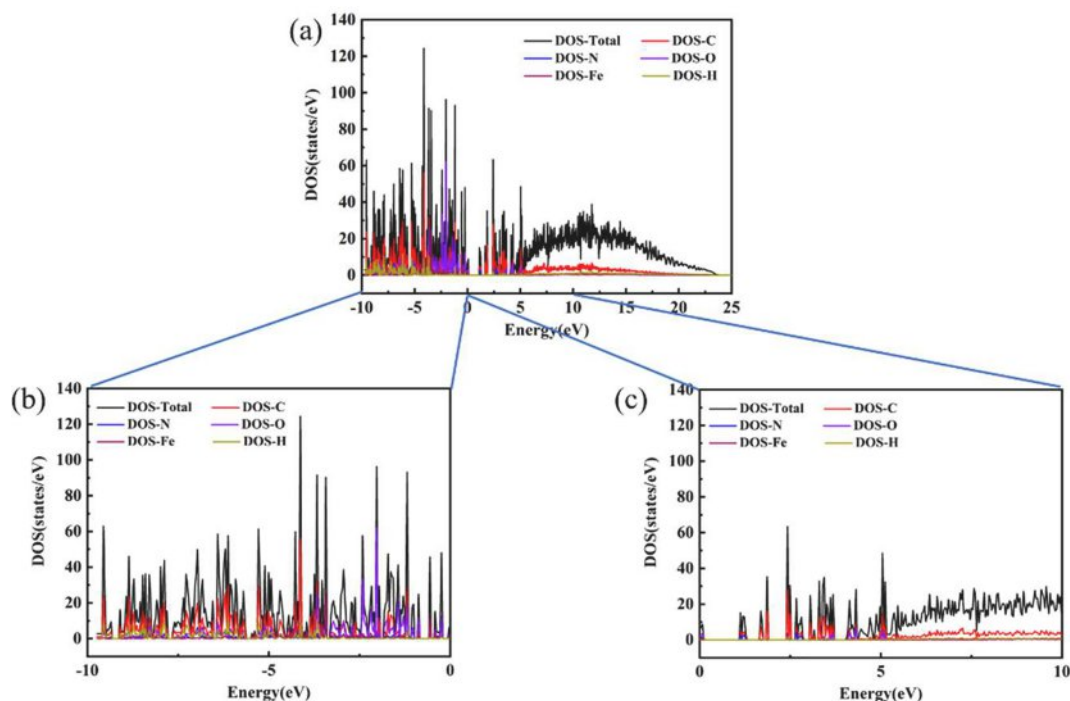 (a)
140
120
100
80
60
40
20
0
DOS(states/eV)
DOS-Total DOS-C
DOS-N DOS-O
DOS-Fe DOS-H
-10 -5 0 5 10 15 20 25
Energy(eV)
(b)
140
120
100
80
60
40
20
0
DOS(states/eV)
DOS-Total DOS-C
DOS-N DOS-O
DOS-Fe DOS-H
-10 -5 0
Energy(eV)
(c)
140
120
100
80
60
40
20
0
DOS(states/eV)
DOS-Total DOS-C
DOS-N DOS-O
DOS-Fe DOS-H
0 5 10
Energy(eV)